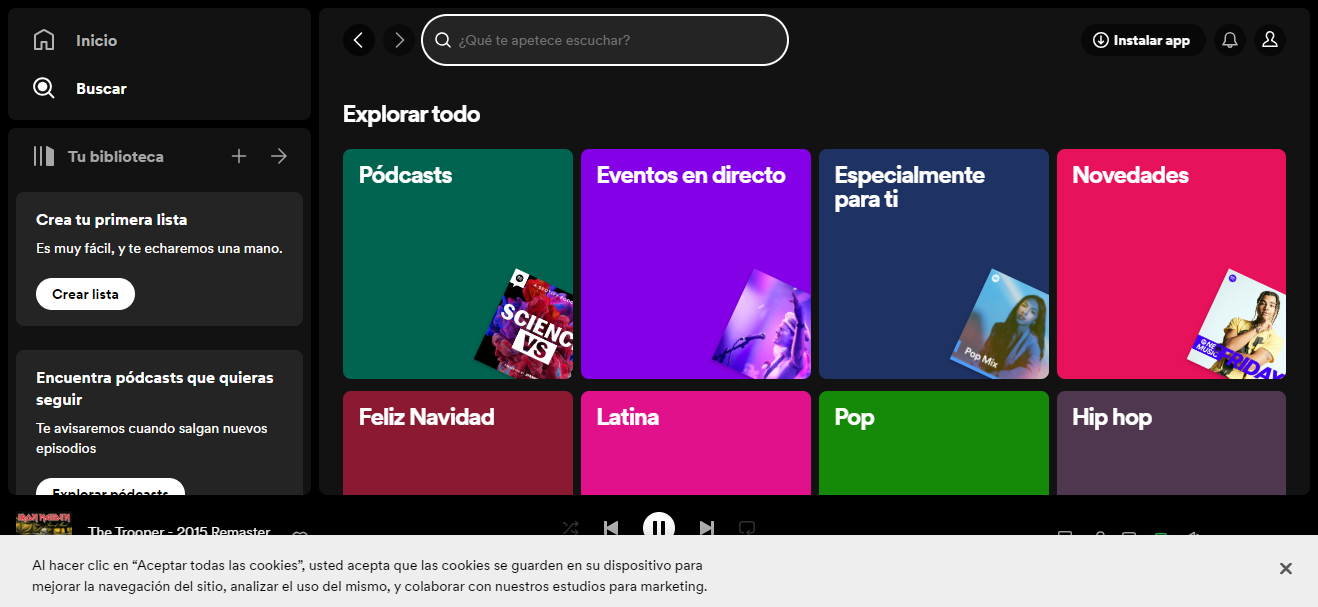 Inicio
Buscar
Tu biblioteca
Crea tu primera lista
Es muy fácil, y te echaremos una mano.
Crear lista
Encuentra pódcasts que quieras
seguir
Te avisaremos cuando salgan nuevos
episodios
Explorar pódcasts
¿Qué te apetece escuchar?
Instalar app
Explorar todo
Pódcasts
SCIENC
VS
Eventos en directo
Especialmente
para ti
Pop Mix
Novedades
MUSIC
FRIDAY
Feliz Navidad
Latina
Pop
Hip hop
IRON MAIDEN
The Trooper - 2015 Remaster
Al hacer clic en “Aceptar todas las cookies”, usted acepta que las cookies se guarden en su dispositivo para
mejorar la navegación del sitio, analizar el uso del mismo, y colaborar con nuestros estudios para marketing.